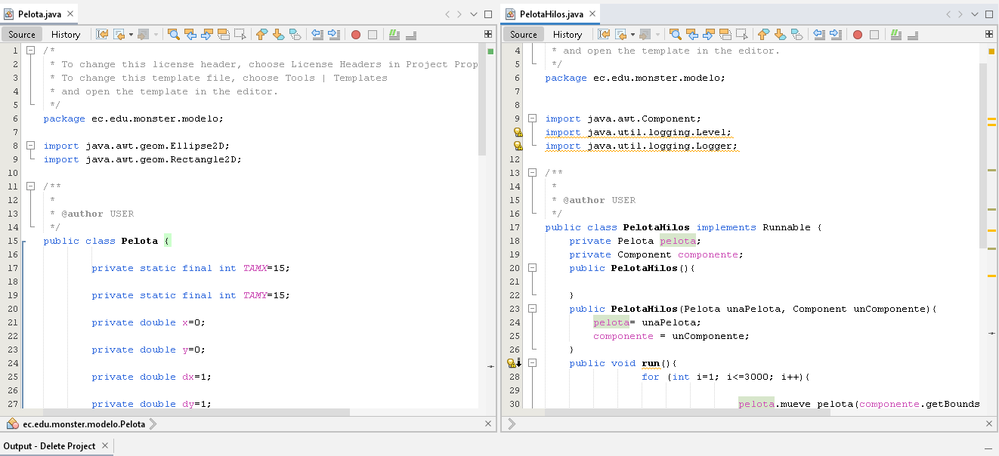 Pelota.java
Source History
1 /*
2 * To change this license header, choose License Headers in Project Prop
3 * To change this template file, choose Tools | Templates
4 * and open the template in the editor.
5 */
6 package ec.edu.monster.modelo;
7
8 import java.awt.geom.Ellipse2D;
9 import java.awt.geom.Rectangle2D;
10
11 /**
12 *
13 * @author USER
14 */
15 public class Pelota {
16
17 private static final int TAMX=15;
18
19 private static final int TAMY=15;
20
21 private double x=0;
22
23 private double y=0;
24
25 private double dx=1;
26
27 private double dy=1;
ec.edu.monster.modelo.Pelota
PelotaHilos.java
Source History
4 * and open the template in the editor.
5 */
6 package ec.edu.monster.modelo;
7
8
9 import java.awt.Component;
import java.util.logging.Level;
import java.util.logging.Logger;
12
13 /**
14 *
15 * @author USER
16 */
17 public class PelotaHilos implements Runnable {
18 private Pelota pelota;
19 private Component componente;
20 public PelotaHilos(){
21
22 }
23 public PelotaHilos(Pelota unaPelota, Component unComponente){
24 pelota= unaPelota;
25 componente = unComponente;
26 }
public void run(){
28 for (int i=1; i<=3000; i++){
29
30 pelota.mueve_pelota(componente.getBounds
Output - Delete Project